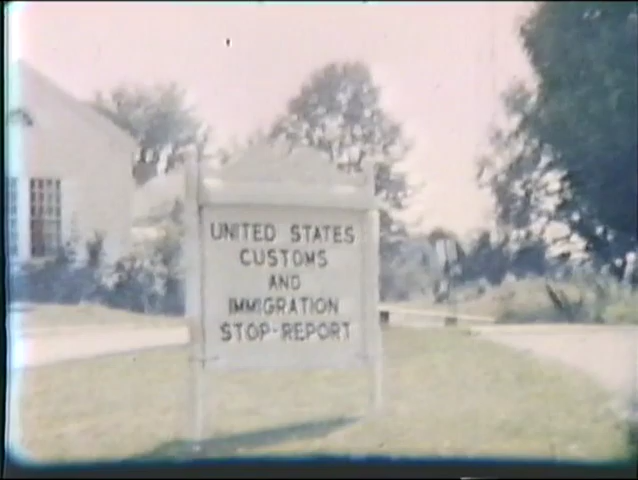 UNITED STATES
CUSTOMS
AND
IMMIGRATION
STOP-REPORT